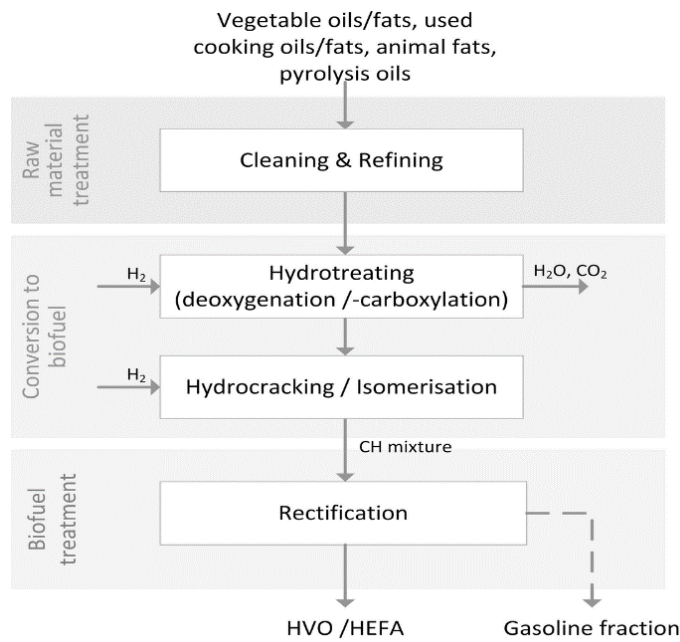 Vegetable oils/fats, used
cooking oils/fats, animal fats,
pyrolysis oils
Raw
material
treatment
Cleaning & Refining
Conversion to
biofuel
H₂
Hydrotreating
(deoxygenation /-carboxylation)
H₂O, CO₂
H₂
Hydrocracking / Isomerisation
CH mixture
Biofuel
treatment
Rectification
HVO /HEFA
Gasoline fraction